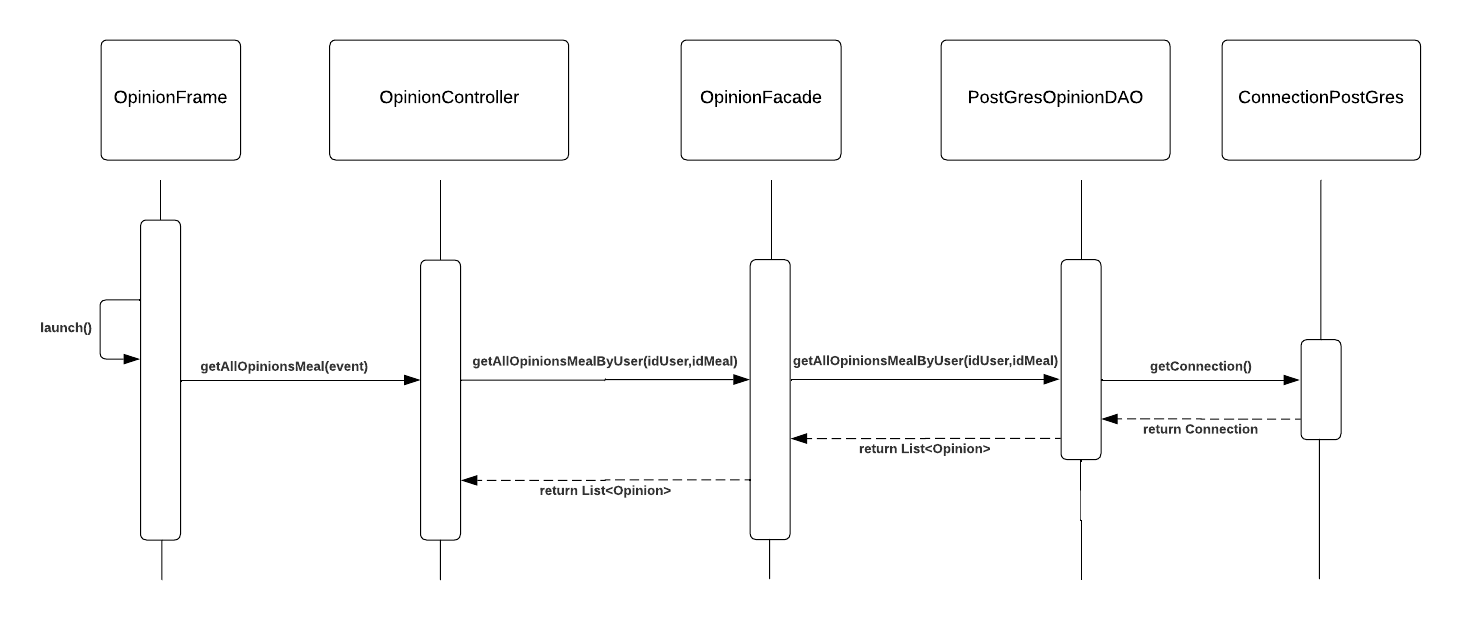 OpinionFrame
OpinionController
OpinionFacade
PostGresOpinionDAO
ConnectionPostGres
launch()
getAllOpinionsMeal(event)
getAllOpinionsMealByUser(idUser,idMeal)
getAllOpinionsMealByUser(idUser,idMeal)
getConnection()
return Connection
return List<Opinion>
return List<Opinion>